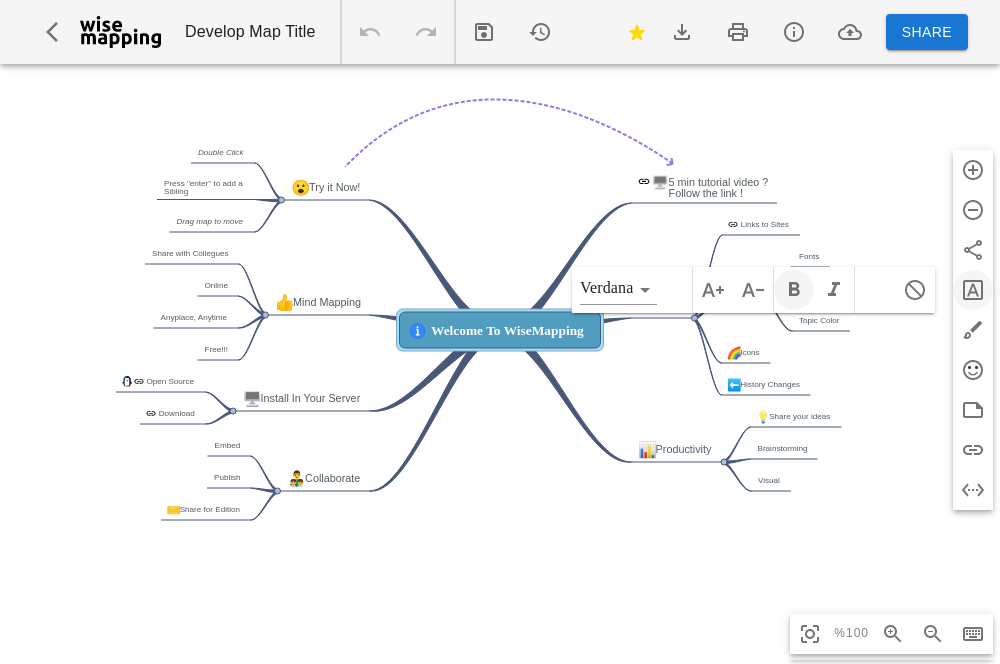 wise
mapping
Develop Map Title
SHARE
Double Click
Press "enter" to add a
Sibling
Drag map to move
Try it Now!
Share with Collegues
Online
Anyplace, Anytime
Free!!!
Mind Mapping
Open Source
Download
Install In Your Server
Embed
Publish
Share for Edition
Collaborate
Welcome To WiseMapping
5 min tutorial video ?
Follow the link !
Links to Sites
Fonts
Verdana
A+
A−
B
I
A
Topic Color
Icons
History Changes
Productivity
Share your ideas
Brainstorming
Visual
%100